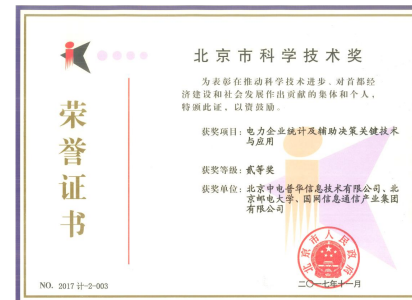 荣誉证书
北京市科学技术奖
为表彰在推动科学技术进步、对首都经
济建设和社会发展作出贡献的集体和个人，
特颁此证，以资鼓励。
获奖项目：电力企业统计及辅助决策关键技术
与应用
获奖等级：贰等奖
获奖单位：北京中电普华信息技术有限公司、北
京邮电大学、国网信息通信产业集团
有限公司
北京市人民政府
NO. 2017 计-2-003
二〇一七年十一月